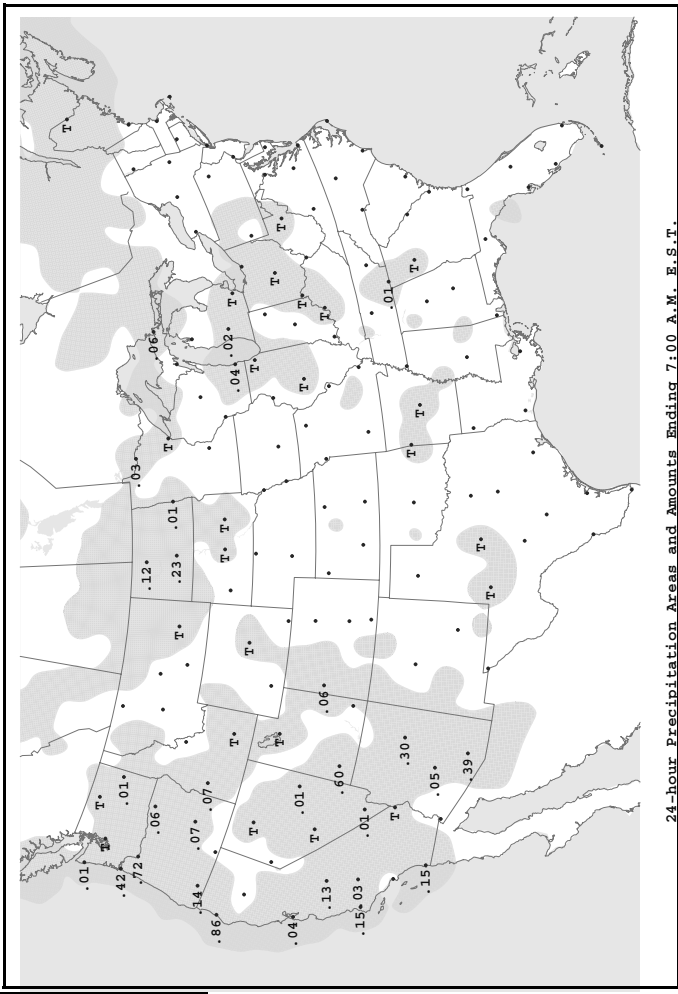 T
.01
T
T
.42
.01
.03
.72
.12
.06
.06
T
.01
.23
T
.07
.14
.07
.86
T
T
.02
T
T
.04
T
T
T
T
T
T
.04
.01
T
T
T
.06
T
.13
.60
.03
.15
.01
.01
T
.30
T
T
T
.15
.05
.39
T
T
24-hour Precipitation Areas and Amounts Ending 7:00 A.M. E.S.T.